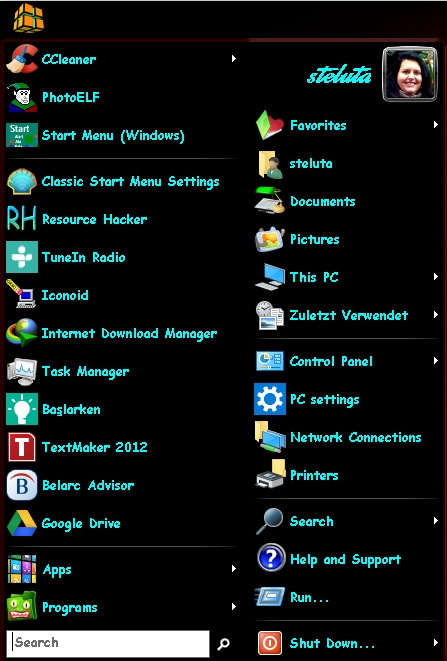 CCleaner
PhotoELF
Start
Start Menu (Windows)
Classic Start Menu Settings
RH
Resource Hacker
TuneIn Radio
Iconoid
Internet Download Manager
Task Manager
Başlarken
T
TextMaker 2012
B
Belarc Advisor
Google Drive
Apps
Programs
Search
steluta
Favorites
steluta
Documents
Pictures
This PC
Zuletzt Verwendet
Control Panel
PC settings
Network Connections
Printers
Search
Help and Support
Run...
Shut Down...